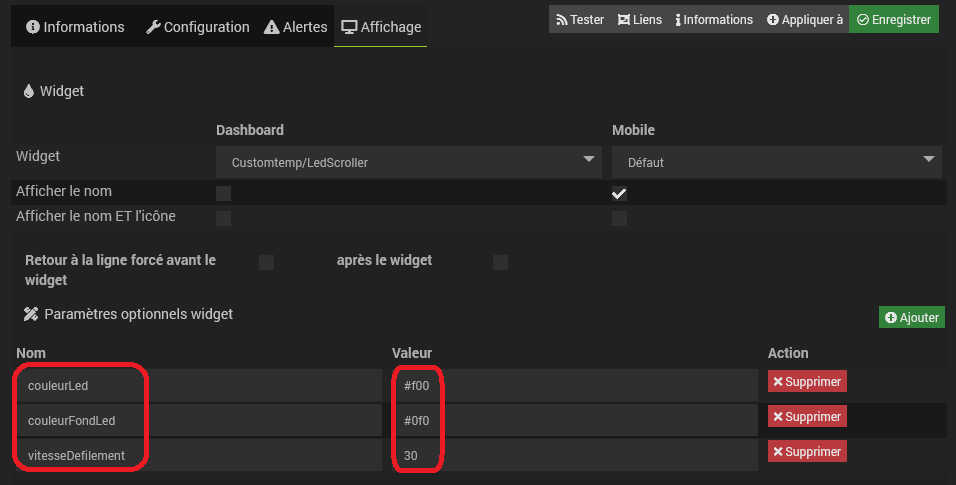 Informations Configuration Alertes Affichage Tester Liens Informations Appliquer à Enregistrer
Widget
Dashboard Mobile
Widget Customtemp/LedScroller Défaut
Afficher le nom
Afficher le nom ET l'icône
Retour à la ligne forcé avant le après le widget
widget
Paramètres optionnels widget Ajouter
Nom Valeur Action
couleurLed #f00 Supprimer
couleurFondLed #0f0 Supprimer
vitesseDefilement 30 Supprimer